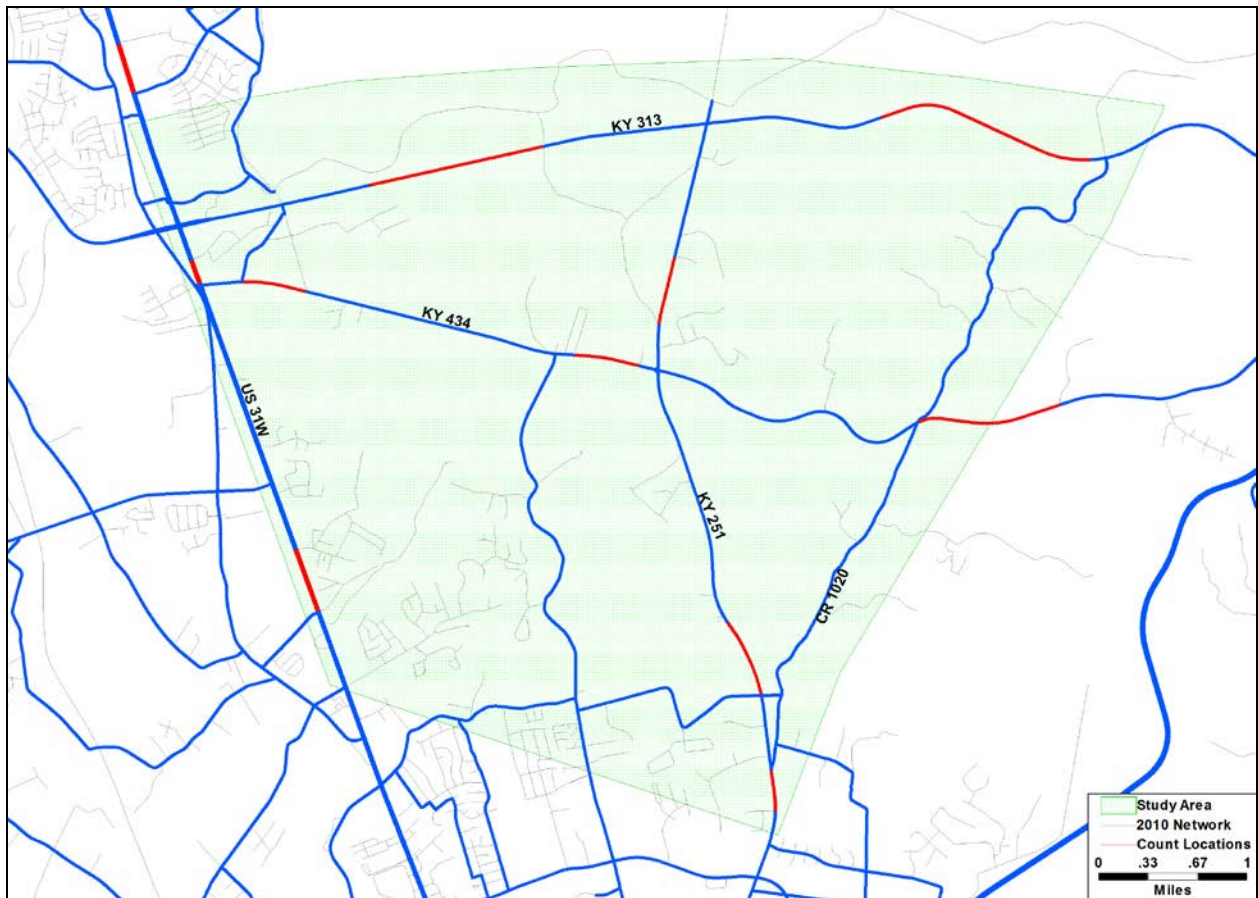 KY 313
KY 434
US 31W
KY 251
CR 1020
Study Area
2010 Network
Count Locations
0 .33 .67 1
Miles